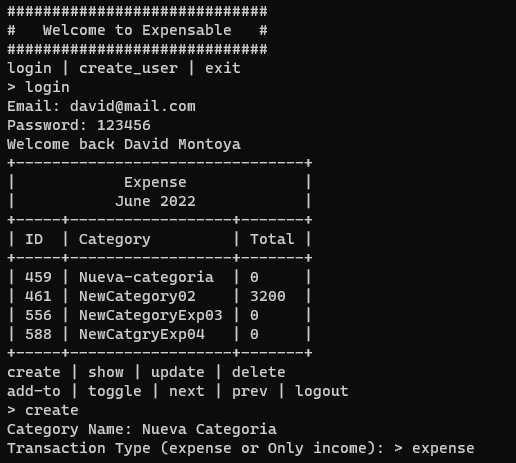 #############################
#   Welcome to Expensable   #
#############################
login | create_user | exit
> login
Email: david@mail.com
Password: 123456
Welcome back David Montoya
+--------------------------------+
|            Expense             |
|           June 2022            |
+-----+------------------+-------+
| ID  | Category         | Total |
+-----+------------------+-------+
| 459 | Nueva-categoria  | 0     |
| 461 | NewCategory02    | 3200  |
| 556 | NewCategoryExp03 | 0     |
| 588 | NewCatgryExp04   | 0     |
+-----+------------------+-------+
create | show | update | delete
add-to | toggle | next | prev | logout
> create
Category Name: Nueva Categoria
Transaction Type (expense or Only income): > expense